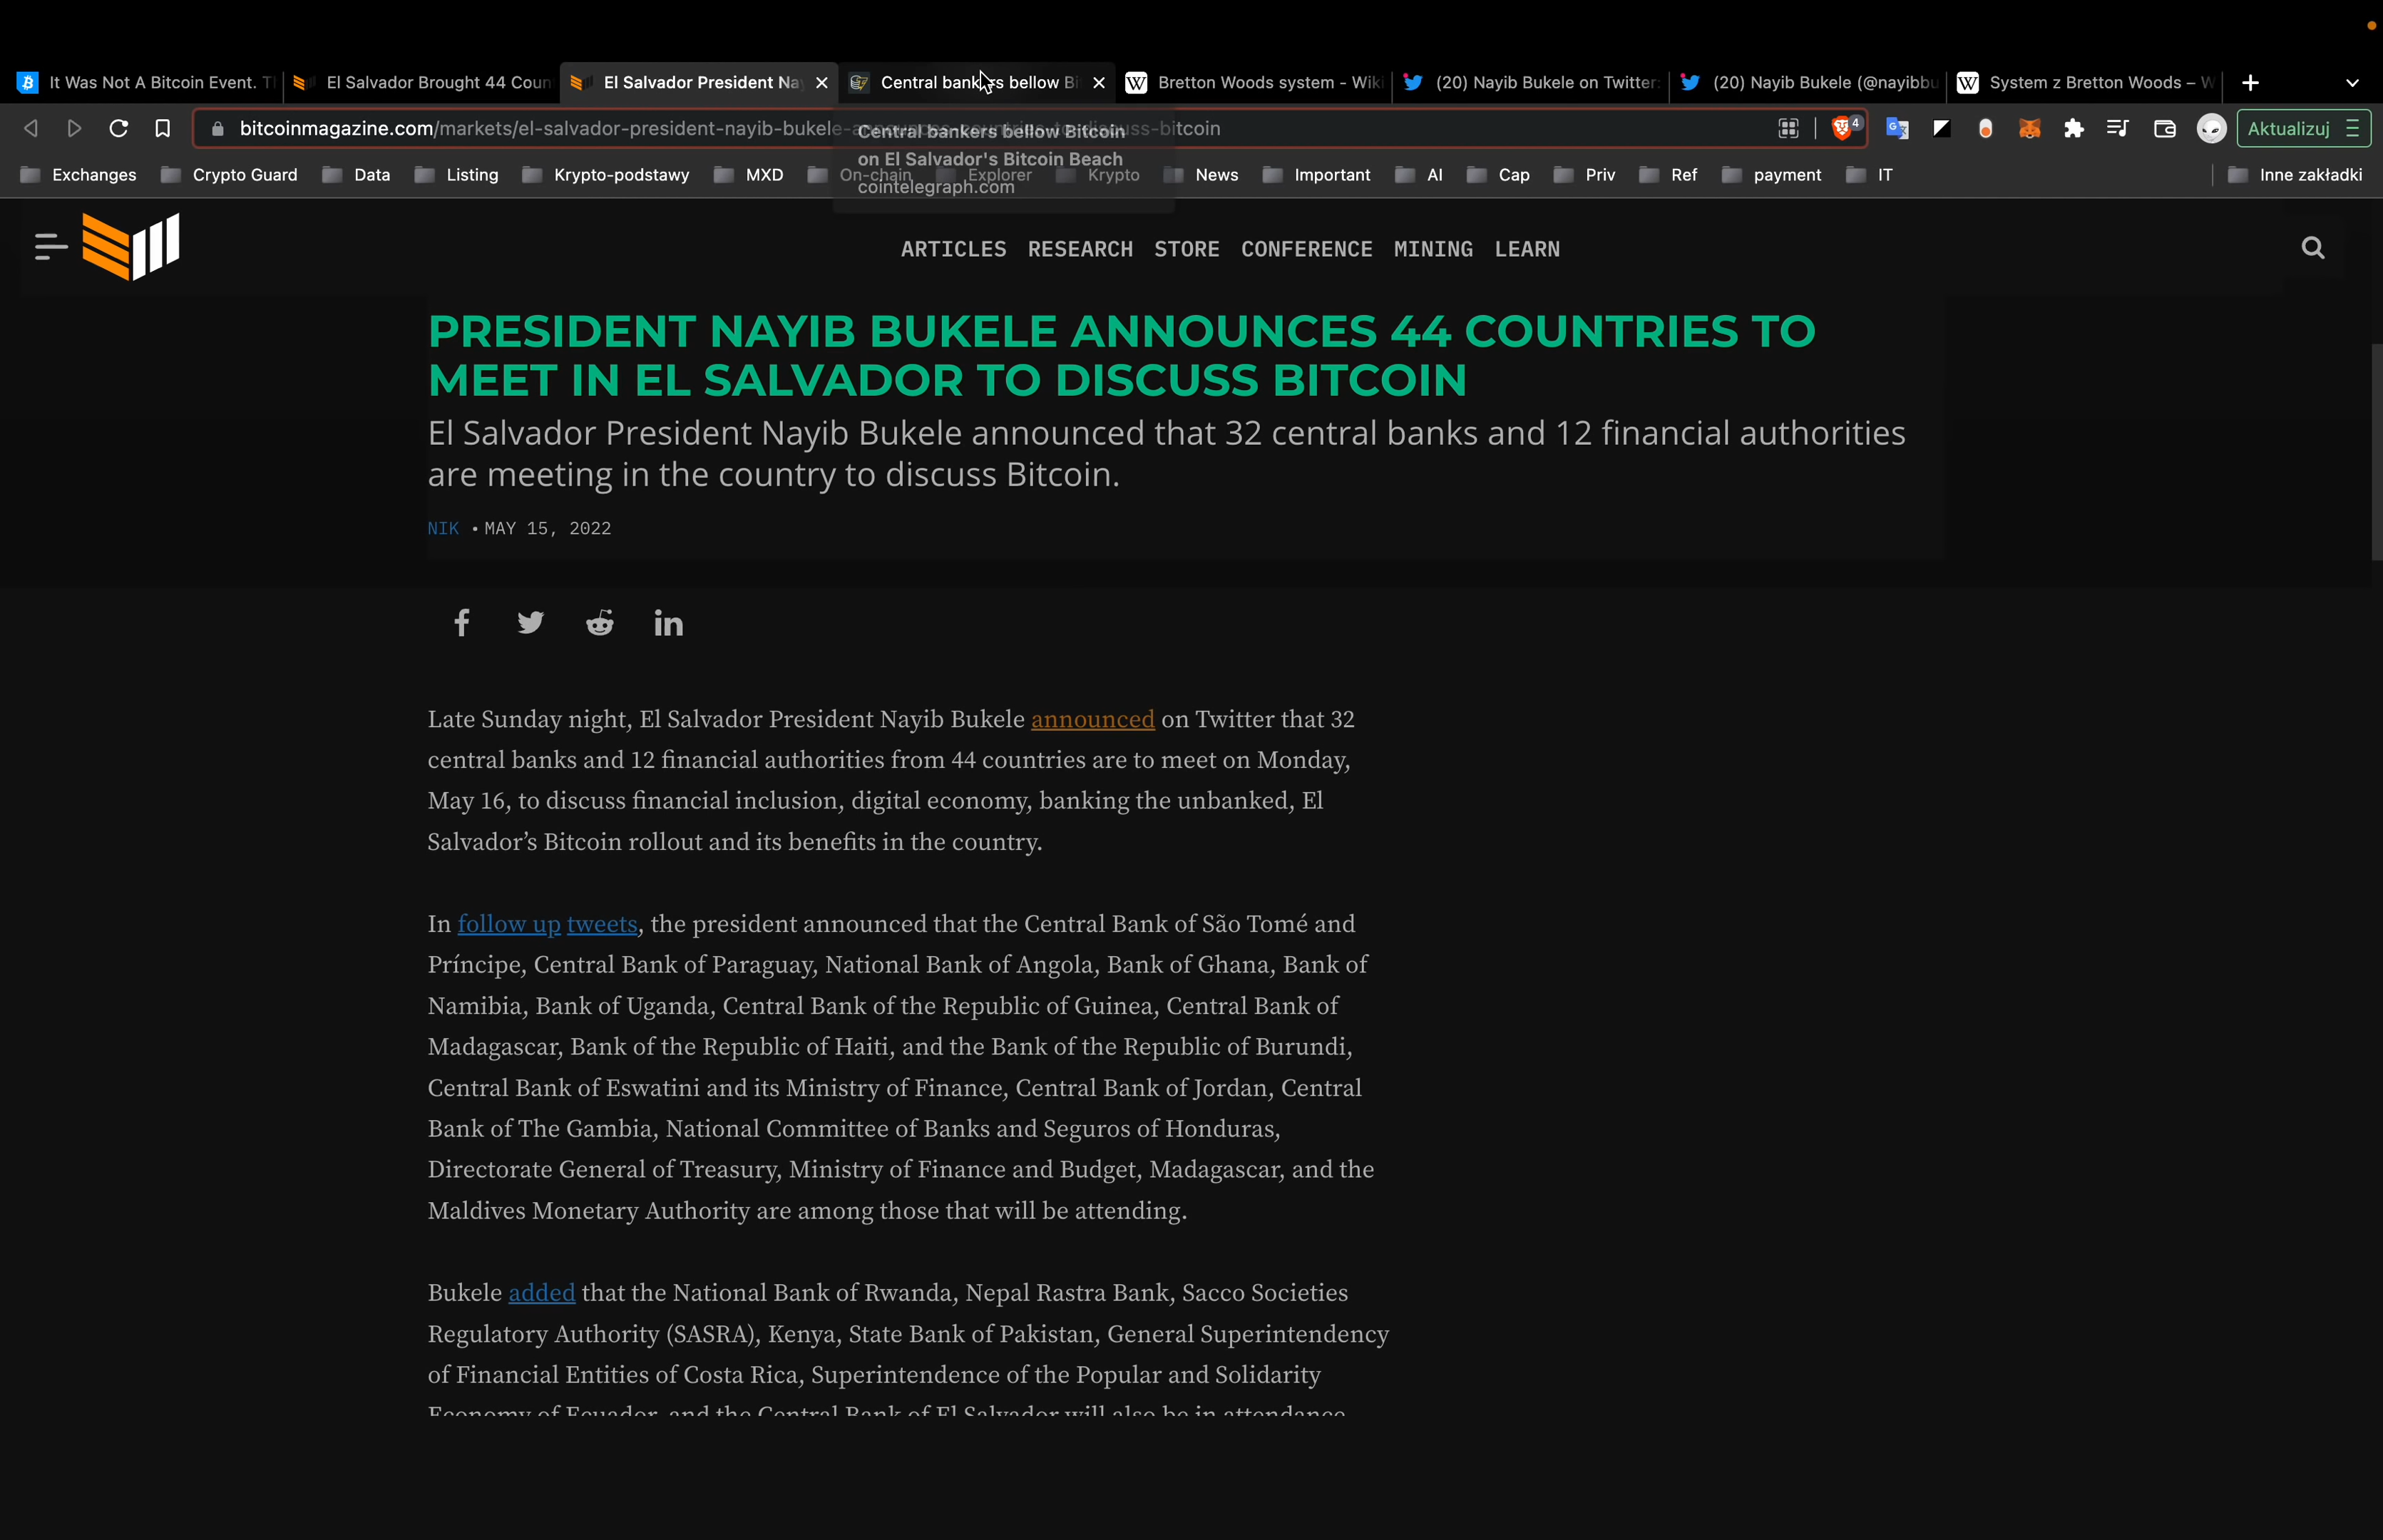 It Was Not A Bitcoin Event. T
El Salvador Brought 44 Coun
El Salvador President Na
Central bankers bellow Bi
Bretton Woods system - Wiki
(20) Nayib Bukele on Twitter:
(20) Nayib Bukele (@nayibbu
System z Bretton Woods – W
bitcoinmagazine.com/markets/el-salvador-president-nayib-bukele-announces-countries-to-discuss-bitcoin
4
Aktualizuj
Central bankers bellow Bitcoin
on El Salvador's Bitcoin Beach
cointelegraph.com
Exchanges
Crypto Guard
Data
Listing
Krypto-podstawy
MXD
On-chain
Explorer
Krypto
News
Important
AI
Cap
Priv
Ref
payment
IT
Inne zakładki
ARTICLES RESEARCH STORE CONFERENCE MINING LEARN
PRESIDENT NAYIB BUKELE ANNOUNCES 44 COUNTRIES TO
MEET IN EL SALVADOR TO DISCUSS BITCOIN
El Salvador President Nayib Bukele announced that 32 central banks and 12 financial authorities
are meeting in the country to discuss Bitcoin.
NIK • MAY 15, 2022
Late Sunday night, El Salvador President Nayib Bukele announced on Twitter that 32
central banks and 12 financial authorities from 44 countries are to meet on Monday,
May 16, to discuss financial inclusion, digital economy, banking the unbanked, El
Salvador’s Bitcoin rollout and its benefits in the country.
In follow up tweets, the president announced that the Central Bank of São Tomé and
Príncipe, Central Bank of Paraguay, National Bank of Angola, Bank of Ghana, Bank of
Namibia, Bank of Uganda, Central Bank of the Republic of Guinea, Central Bank of
Madagascar, Bank of the Republic of Haiti, and the Bank of the Republic of Burundi,
Central Bank of Eswatini and its Ministry of Finance, Central Bank of Jordan, Central
Bank of The Gambia, National Committee of Banks and Seguros of Honduras,
Directorate General of Treasury, Ministry of Finance and Budget, Madagascar, and the
Maldives Monetary Authority are among those that will be attending.
Bukele added that the National Bank of Rwanda, Nepal Rastra Bank, Sacco Societies
Regulatory Authority (SASRA), Kenya, State Bank of Pakistan, General Superintendency
of Financial Entities of Costa Rica, Superintendence of the Popular and Solidarity
Economy of Ecuador, and the Central Bank of El Salvador will also be in attendance.